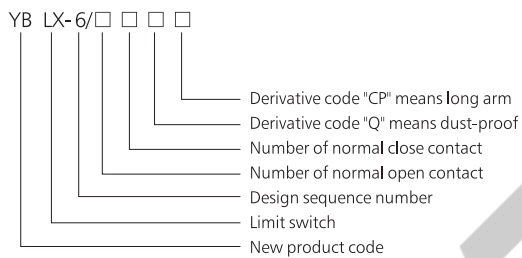 YB LX-6/□ □ □ □
Derivative code "CP" means long arm
Derivative code "Q" means dust-proof
Number of normal close contact
Number of normal open contact
Design sequence number
Limit switch
New product code